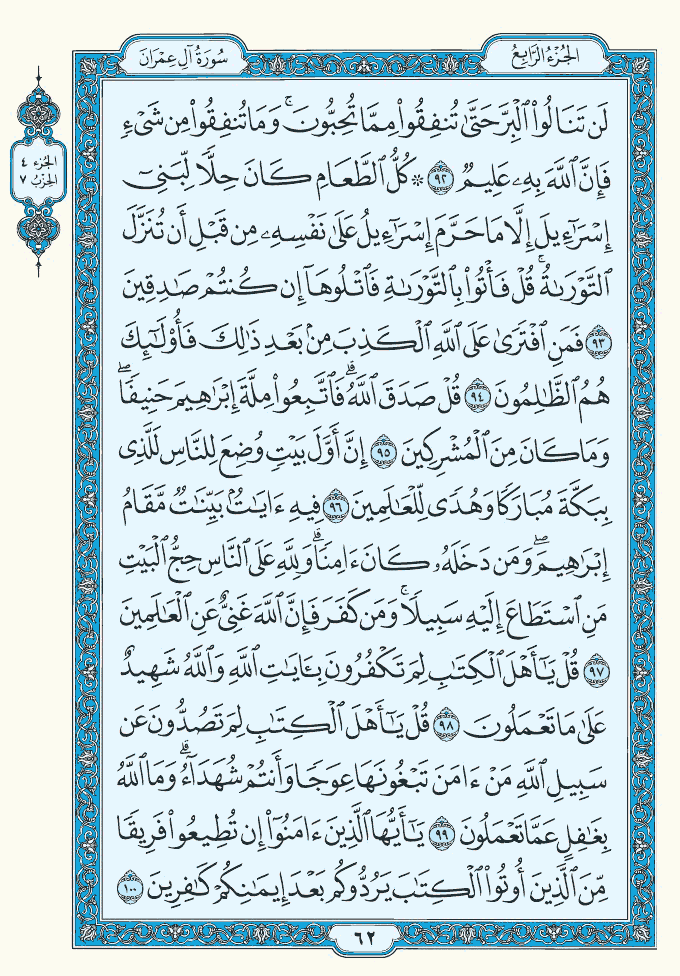 الجُزْءُ الرَّابِعُ
سُورَةُ آلِ عِمْرَانَ
الجزء ٤
الحزب ٧
لَن تَنَالُواْ ٱلۡبِرَّ حَتَّىٰ تُنفِقُواْ مِمَّا تُحِبُّونَۚ وَمَا تُنفِقُواْ مِن شَيۡءٖ
فَإِنَّ ٱللَّهَ بِهِۦ عَلِيمٞ ٩٢ ۞ كُلُّ ٱلطَّعَامِ كَانَ حِلّٗا لِّبَنِيٓ
إِسۡرَٰٓءِيلَ إِلَّا مَا حَرَّمَ إِسۡرَٰٓءِيلُ عَلَىٰ نَفۡسِهِۦ مِن قَبۡلِ أَن تُنَزَّلَ
ٱلتَّوۡرَىٰةُۚ قُلۡ فَأۡتُواْ بِٱلتَّوۡرَىٰةِ فَٱتۡلُوهَآ إِن كُنتُمۡ صَٰدِقِينَ
٩٣ فَمَنِ ٱفۡتَرَىٰ عَلَى ٱللَّهِ ٱلۡكَذِبَ مِنۢ بَعۡدِ ذَٰلِكَ فَأُوْلَٰٓئِكَ
هُمُ ٱلظَّٰلِمُونَ ٩٤ قُلۡ صَدَقَ ٱللَّهُۗ فَٱتَّبِعُواْ مِلَّةَ إِبۡرَٰهِيمَ حَنِيفٗاۖ
وَمَا كَانَ مِنَ ٱلۡمُشۡرِكِينَ ٩٥ إِنَّ أَوَّلَ بَيۡتٖ وُضِعَ لِلنَّاسِ لَلَّذِي
بِبَكَّةَ مُبَارَكٗا وَهُدٗى لِّلۡعَٰلَمِينَ ٩٦ فِيهِ ءَايَٰتُۢ بَيِّنَٰتٞ مَّقَامُ
إِبۡرَٰهِيمَۖ وَمَن دَخَلَهُۥ كَانَ ءَامِنٗاۗ وَلِلَّهِ عَلَى ٱلنَّاسِ حِجُّ ٱلۡبَيۡتِ
مَنِ ٱسۡتَطَاعَ إِلَيۡهِ سَبِيلٗاۚ وَمَن كَفَرَ فَإِنَّ ٱللَّهَ غَنِيٌّ عَنِ ٱلۡعَٰلَمِينَ
٩٧ قُلۡ يَٰٓأَهۡلَ ٱلۡكِتَٰبِ لِمَ تَكۡفُرُونَ بِـَٔايَٰتِ ٱللَّهِ وَٱللَّهُ شَهِيدٌ
عَلَىٰ مَا تَعۡمَلُونَ ٩٨ قُلۡ يَٰٓأَهۡلَ ٱلۡكِتَٰبِ لِمَ تَصُدُّونَ عَن
سَبِيلِ ٱللَّهِ مَنۡ ءَامَنَ تَبۡغُونَهَا عِوَجٗا وَأَنتُمۡ شُهَدَآءُۗ وَمَا ٱللَّهُ
بِغَٰفِلٍ عَمَّا تَعۡمَلُونَ ٩٩ يَٰٓأَيُّهَا ٱلَّذِينَ ءَامَنُوٓاْ إِن تُطِيعُواْ فَرِيقٗا
مِّنَ ٱلَّذِينَ أُوتُواْ ٱلۡكِتَٰبَ يَرُدُّوكُم بَعۡدَ إِيمَٰنِكُمۡ كَٰفِرِينَ ١٠٠
٦٢